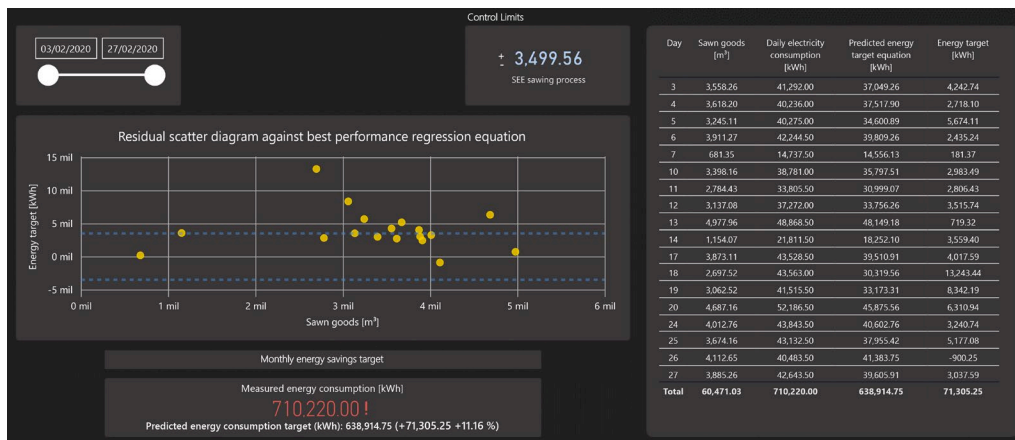 Control Limits
03/02/2020 27/02/2020
± 3,499.56
SEE sawing process
Residual scatter diagram against best performance regression equation
Energy target [kWh]
15 mil
10 mil
5 mil
0 mil
-5 mil
0 mil 1 mil 2 mil 3 mil 4 mil 5 mil 6 mil
Sawn goods [m³]
Monthly energy savings target
Measured energy consumption [kWh]
710,220.00 !
Predicted energy consumption target (kWh): 638,914.75 (+71,305.25 +11.16 %)
Day Sawn goods Daily electricity Predicted energy Energy target
[m³] consumption target equation [kWh]
[kWh] [kWh]
3 3,558.26 41,292.00 37,049.26 4,242.74
4 3,618.20 40,236.00 37,517.90 2,718.10
5 3,245.11 40,275.00 34,600.89 5,674.11
6 3,911.27 42,244.50 39,809.26 2,435.24
7 681.35 14,737.50 14,556.13 181.37
10 3,398.16 38,781.00 35,797.51 2,983.49
11 2,784.43 33,805.50 30,999.07 2,806.43
12 3,137.08 37,272.00 33,756.26 3,515.74
13 4,977.96 48,868.50 48,149.18 719.32
14 1,154.07 21,811.50 18,252.10 3,559.40
17 3,873.11 43,528.50 39,510.91 4,017.59
18 2,697.52 43,563.00 30,319.56 13,243.44
19 3,062.52 41,515.50 33,173.31 8,342.19
20 4,687.16 52,186.50 45,875.56 6,310.94
24 4,012.76 43,843.50 40,602.76 3,240.74
25 3,674.16 43,132.50 37,955.42 5,177.08
26 4,112.65 40,483.50 41,383.75 -900.25
27 3,885.26 42,643.50 39,605.91 3,037.59
Total 60,471.03 710,220.00 638,914.75 71,305.25